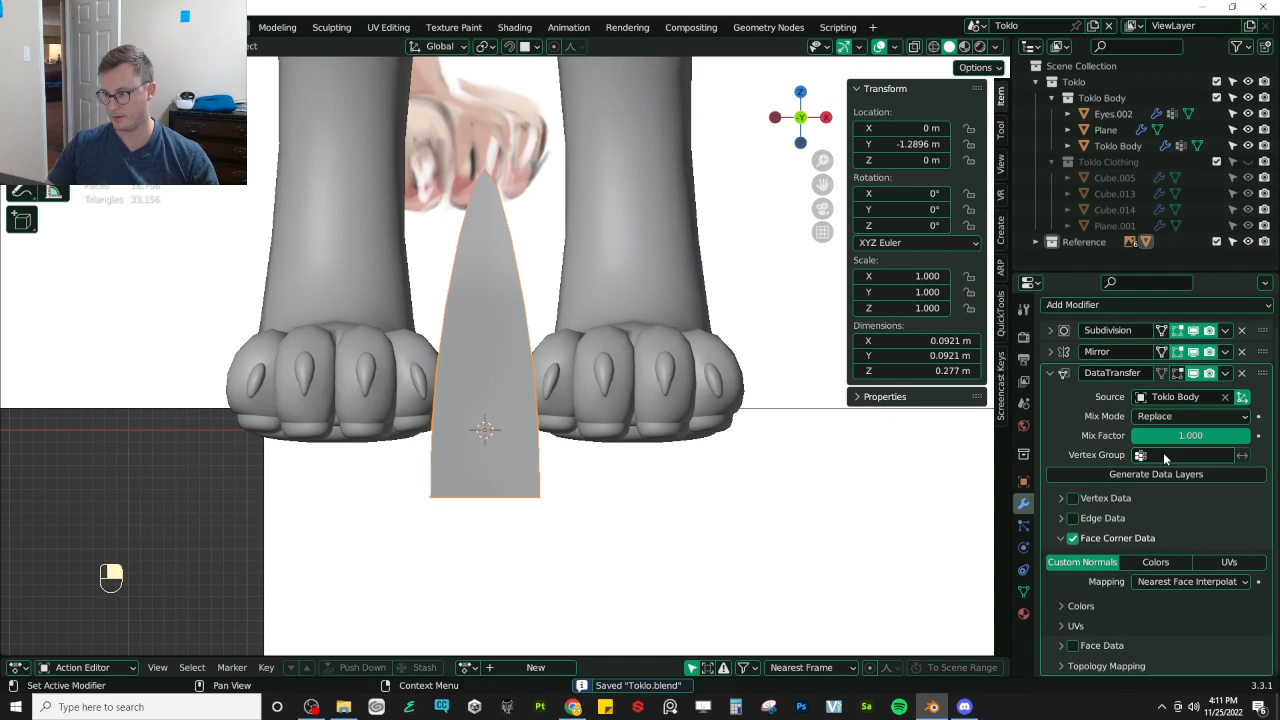 Modeling Sculpting UV Editing Texture Paint Shading Animation Rendering Compositing Geometry Nodes Scripting + Toklo ViewLayer
ect Global Options
Transform
Location:
X 0 m
Y -1.2896 m
Z 0 m
Rotation:
X 0°
Y 0°
Z 0°
XYZ Euler
Scale:
X 1.000
Y 1.000
Z 1.000
Dimensions:
X 0.0921 m
Y 0.0921 m
Z 0.277 m
Properties
Item
Tool
View
VR
Create
ARP
QuickTools
Screencast Keys
Z
-Y
X
Triangles 33,156
Scene Collection
Toklo
Toklo Body
Eyes.002
Plane
Toklo Body
Toklo Clothing
Cube.005
Cube.013
Cube.014
Plane.001
Reference
Add Modifier
Subdivision
Mirror
DataTransfer
Source Toklo Body
Mix Mode Replace
Mix Factor 1.000
Vertex Group
Generate Data Layers
Vertex Data
Edge Data
Face Corner Data
Custom Normals Colors UVs
Mapping Nearest Face Interpolat
Colors
UVs
Face Data
Topology Mapping
Action Editor View Select Marker Key Push Down Stash + New Nearest Frame To Scene Range
Set Active Modifier Pan View Context Menu Saved "Toklo.blend" 3.3.1
Type here to search
4:11 PM
11/25/2022